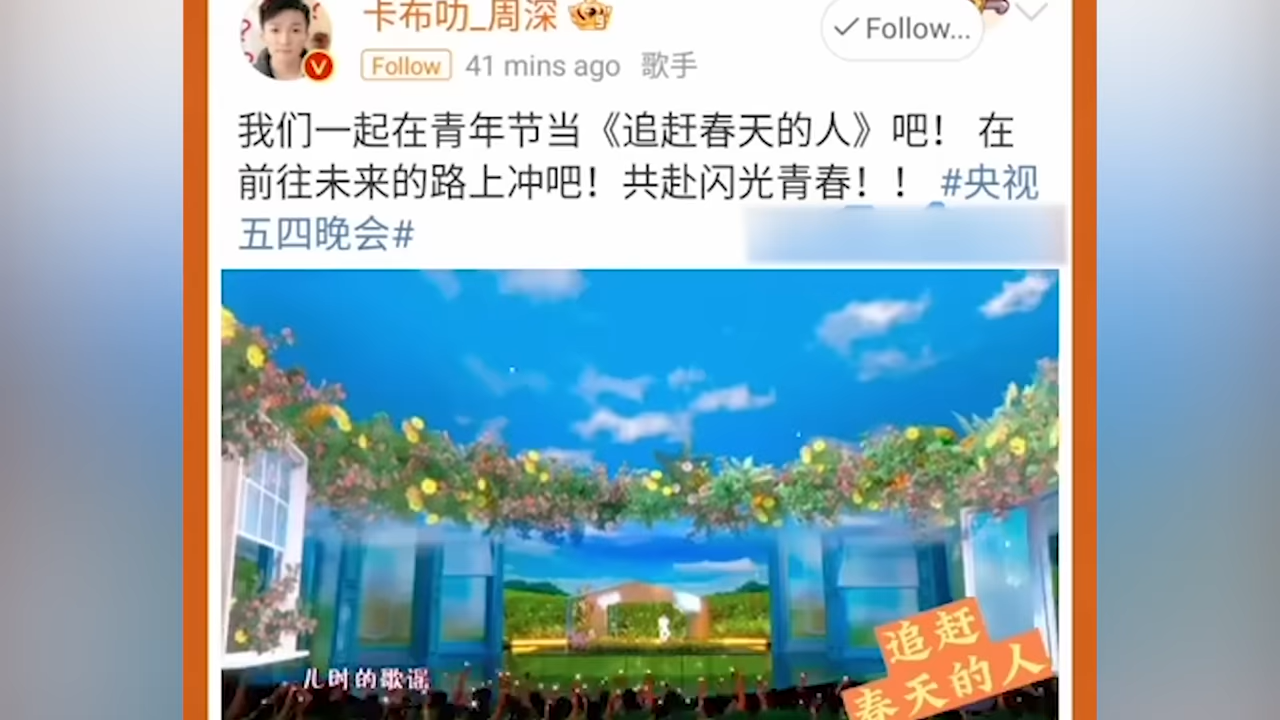 卡布叻_周深
Follow...
Follow 41 mins ago 歌手
我们一起在青年节当《追赶春天的人》吧！ 在
前往未来的路上冲吧！共赴闪光青春！！ #央视
五四晚会#
儿时的歌谣
追赶
春天的人